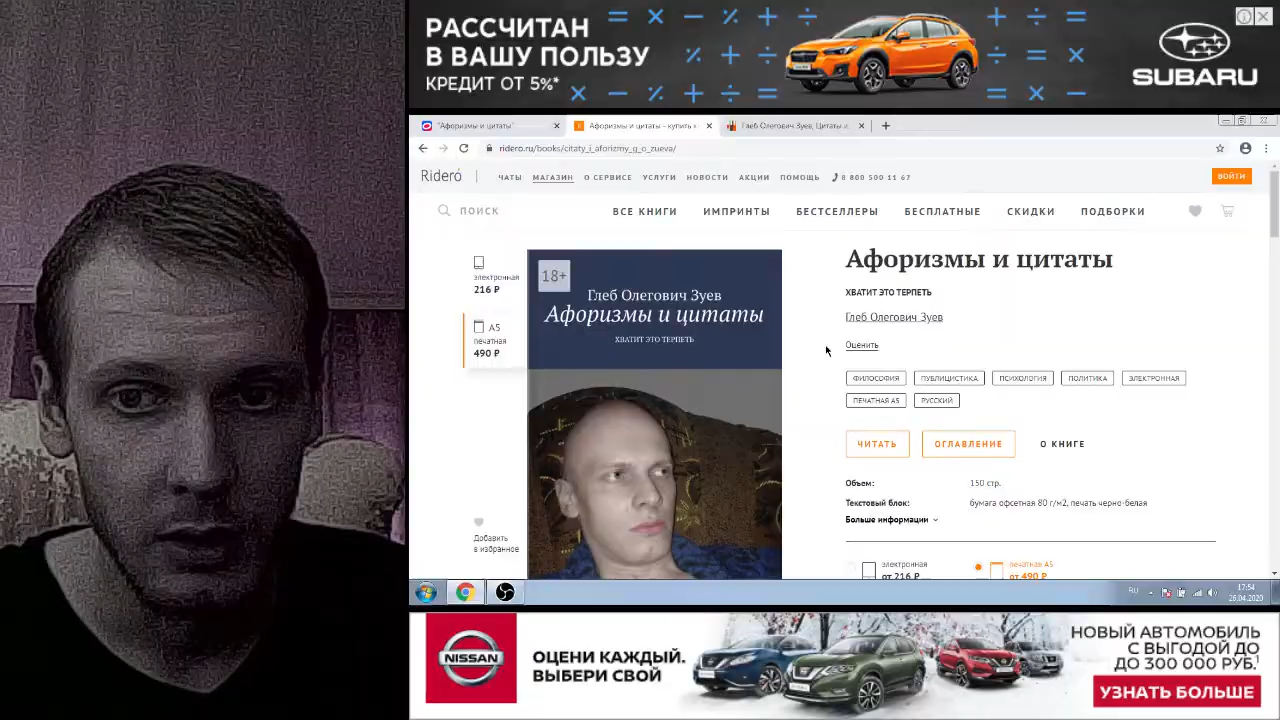 РАССЧИТАН
В ВАШУ ПОЛЬЗУ
КРЕДИТ ОТ 5%*
SUBARU
"Афоризмы и цитаты"
Афоризмы и цитаты - купить к
Глеб Олегович Зуев, Цитаты и
ridero.ru/books/citaty_i_aforizmy_g_o_zueva/
Rideró
ЧАТЫ МАГАЗИН О СЕРВИСЕ УСЛУГИ НОВОСТИ АКЦИИ ПОМОЩЬ 8 800 500 11 67
ВОЙТИ
ПОИСК
ВСЕ КНИГИ ИМПРИНТЫ БЕСТСЕЛЛЕРЫ БЕСПЛАТНЫЕ СКИДКИ ПОДБОРКИ
электронная
216 ₽
A5
печатная
490 ₽
Добавить
в избранное
18+
Глеб Олегович Зуев
Афоризмы и цитаты
ХВАТИТ ЭТО ТЕРПЕТЬ
Афоризмы и цитаты
ХВАТИТ ЭТО ТЕРПЕТЬ
Глеб Олегович Зуев
Оценить
ФИЛОСОФИЯ ПУБЛИЦИСТИКА ПСИХОЛОГИЯ ПОЛИТИКА ЭЛЕКТРОННАЯ
ПЕЧАТНАЯ A5 РУССКИЙ
ЧИТАТЬ ОГЛАВЛЕНИЕ О КНИГЕ
Объем: 150 стр.
Текстовый блок: бумага офсетная 80 г/м2, печать черно-белая
Больше информации
электронная
от 216 ₽
печатная A5
от 490 ₽
RU
17:54
26.04.2020
NISSAN
ОЦЕНИ КАЖДЫЙ.
ВЫБЕРИ СВОЙ
НОВЫЙ АВТОМОБИЛЬ
С ВЫГОДОЙ ДО
ДО 300 000 РУБ.¹
УЗНАТЬ БОЛЬШЕ